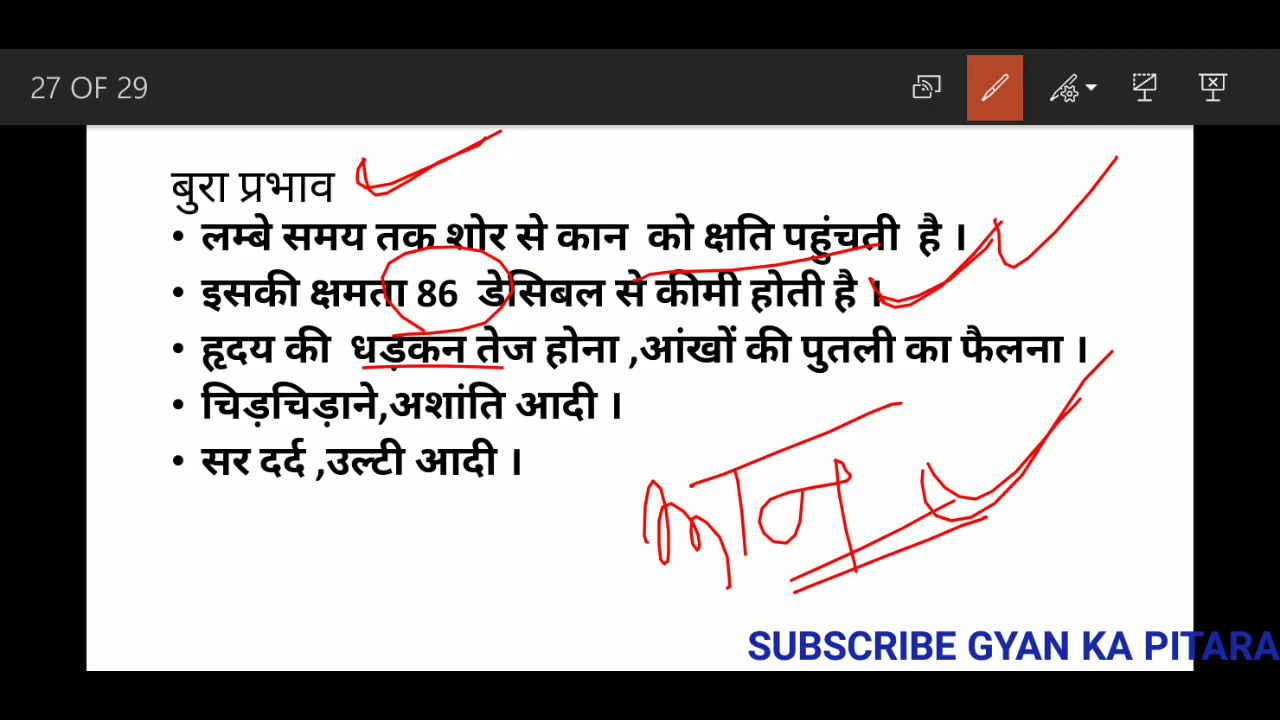 27 OF 29
बुरा प्रभाव
• लम्बे समय तक शोर से कान को क्षति पहुंचती है ।
• इसकी क्षमता 86 डेसिबल से कीमी होती है ।
• हृदय की धड़कन तेज होना ,आंखों की पुतली का फैलना ।
• चिड़चिड़ाने,अशांति आदी ।
• सर दर्द ,उल्टी आदी ।
SUBSCRIBE GYAN KA PITARA